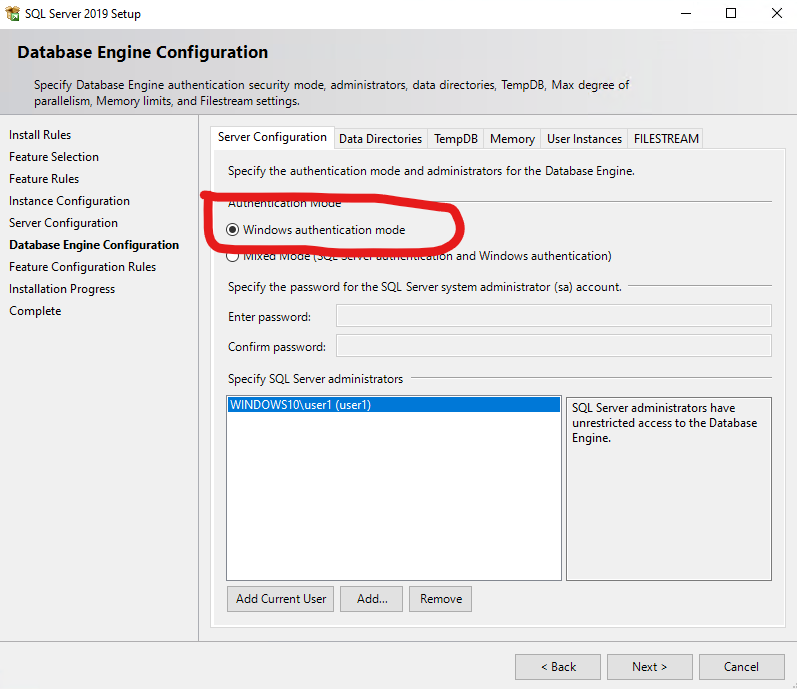 SQL Server 2019 Setup
Database Engine Configuration
Specify Database Engine authentication security mode, administrators, data directories, TempDB, Max degree of
parallelism, Memory limits, and Filestream settings.
Install Rules
Feature Selection
Feature Rules
Instance Configuration
Server Configuration
Database Engine Configuration
Feature Configuration Rules
Installation Progress
Complete
Server Configuration Data Directories TempDB Memory User Instances FILESTREAM
Specify the authentication mode and administrators for the Database Engine.
Authentication Mode
Windows authentication mode
Mixed Mode (SQL Server authentication and Windows authentication)
Specify the password for the SQL Server system administrator (sa) account.
Enter password:
Confirm password:
Specify SQL Server administrators
WINDOWS10\user1 (user1)
SQL Server administrators have
unrestricted access to the Database
Engine.
Add Current User Add... Remove
< Back Next > Cancel